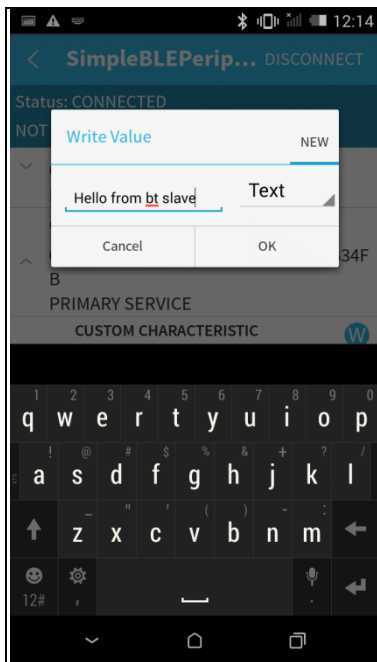 12:14
SimpleBLEPerip... DISCONNECT
Status: CONNECTED
NOT
Write Value
NEW
Hello from bt slave
Text
Cancel
OK
34F
B
PRIMARY SERVICE
CUSTOM CHARACTERISTIC
W
1 2 3 4 5 6 7 8 9 0
q w e r t y u i o p
! @ # $ % & + ? /
a s d f g h j k l
_ " ' ( ) - :
z x c v b n m
12# , .